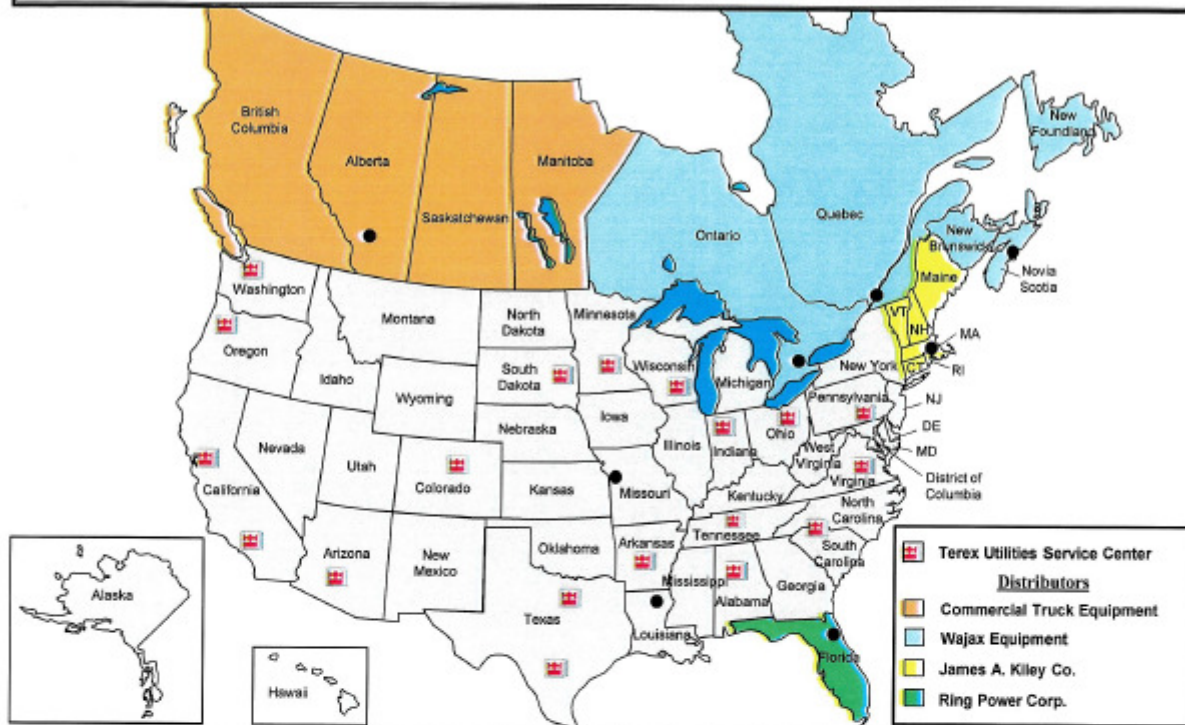 British
Columbia
Alberta
Saskatchewan
Manitoba
Ontario
Quebec
New
Foundland
New
Brunswick
Novia
Scotia
Maine
VT
NH
MA
CT
RI
Washington
Oregon
Idaho
Montana
Wyoming
North
Dakota
South
Dakota
Nebraska
Minnesota
Wisconsin
Michigan
Iowa
Illinois
Indiana
Ohio
New York
Pennsylvania
NJ
DE
MD
District of
Columbia
West
Virginia
Virginia
California
Nevada
Utah
Colorado
Kansas
Missouri
Kentucky
North
Carolina
Tennessee
South
Carolina
Arizona
New
Mexico
Oklahoma
Arkansas
Mississippi
Alabama
Georgia
Texas
Louisiana
Florida
Alaska
Hawaii
Terex Utilities Service Center
Distributors
Commercial Truck Equipment
Wajax Equipment
James A. Kiley Co.
Ring Power Corp.